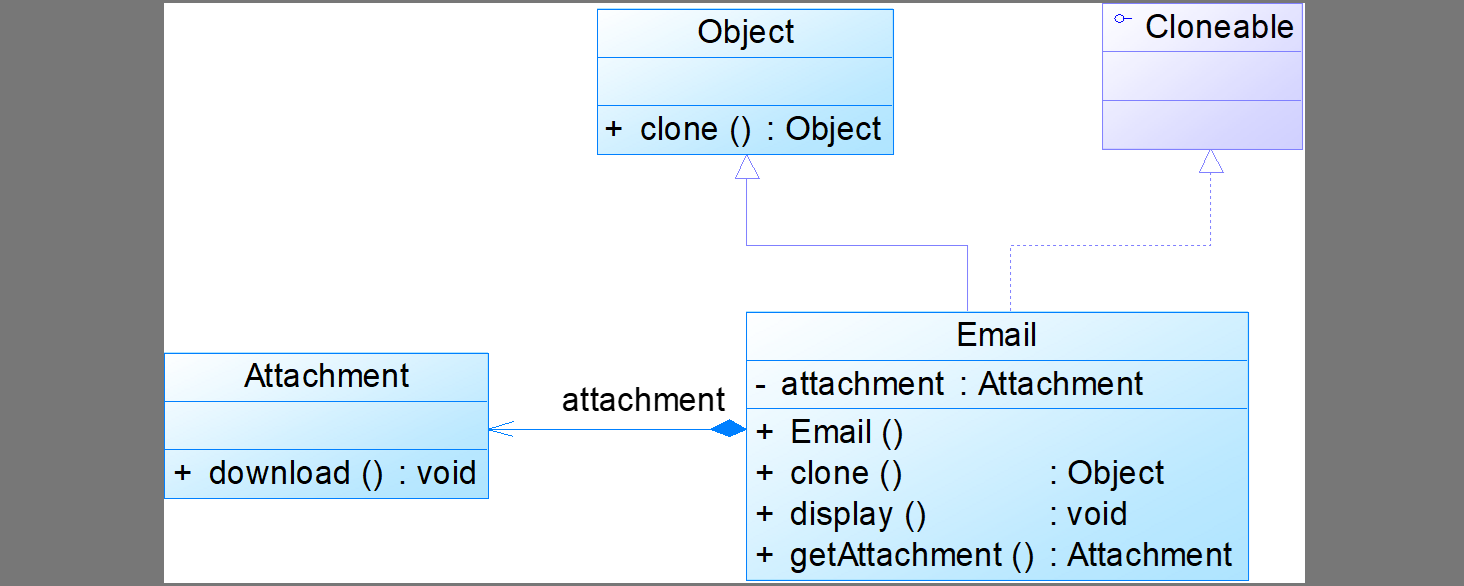 Object
+ clone () : Object
Cloneable
Attachment
+ download () : void
attachment
Email
- attachment : Attachment
+ Email ()
+ clone () : Object
+ display () : void
+ getAttachment () : Attachment